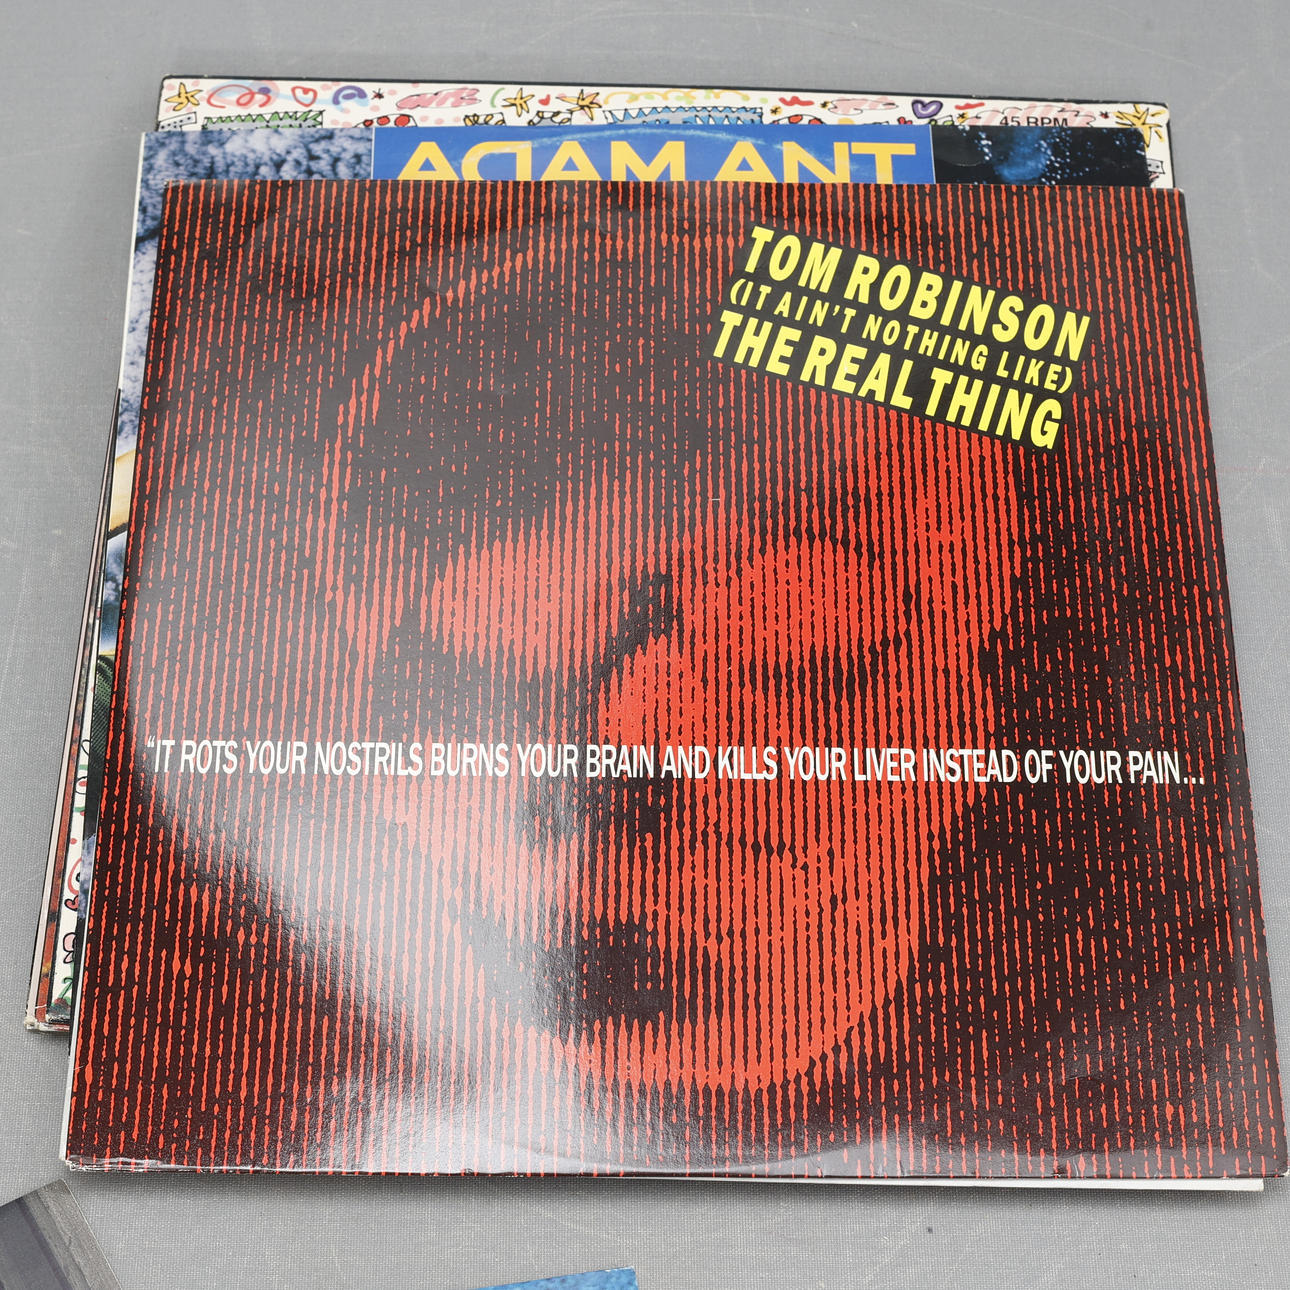 45 RPM
ADAM ANT
TOM ROBINSON
(IT AIN'T NOTHING LIKE)
THE REAL THING
"IT ROTS YOUR NOSTRILS BURNS YOUR BRAIN AND KILLS YOUR LIVER INSTEAD OF YOUR PAIN...